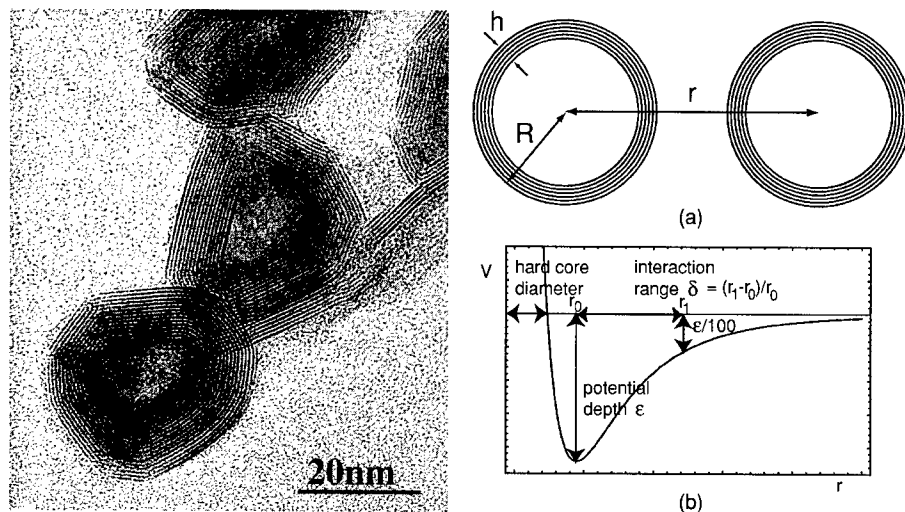 20nm
h
r
R
(a)
V
hard core
diameter
interaction
range δ = (r₁-r₀)/r₀
r₀
r₁
ε/100
potential
depth ε
r
(b)